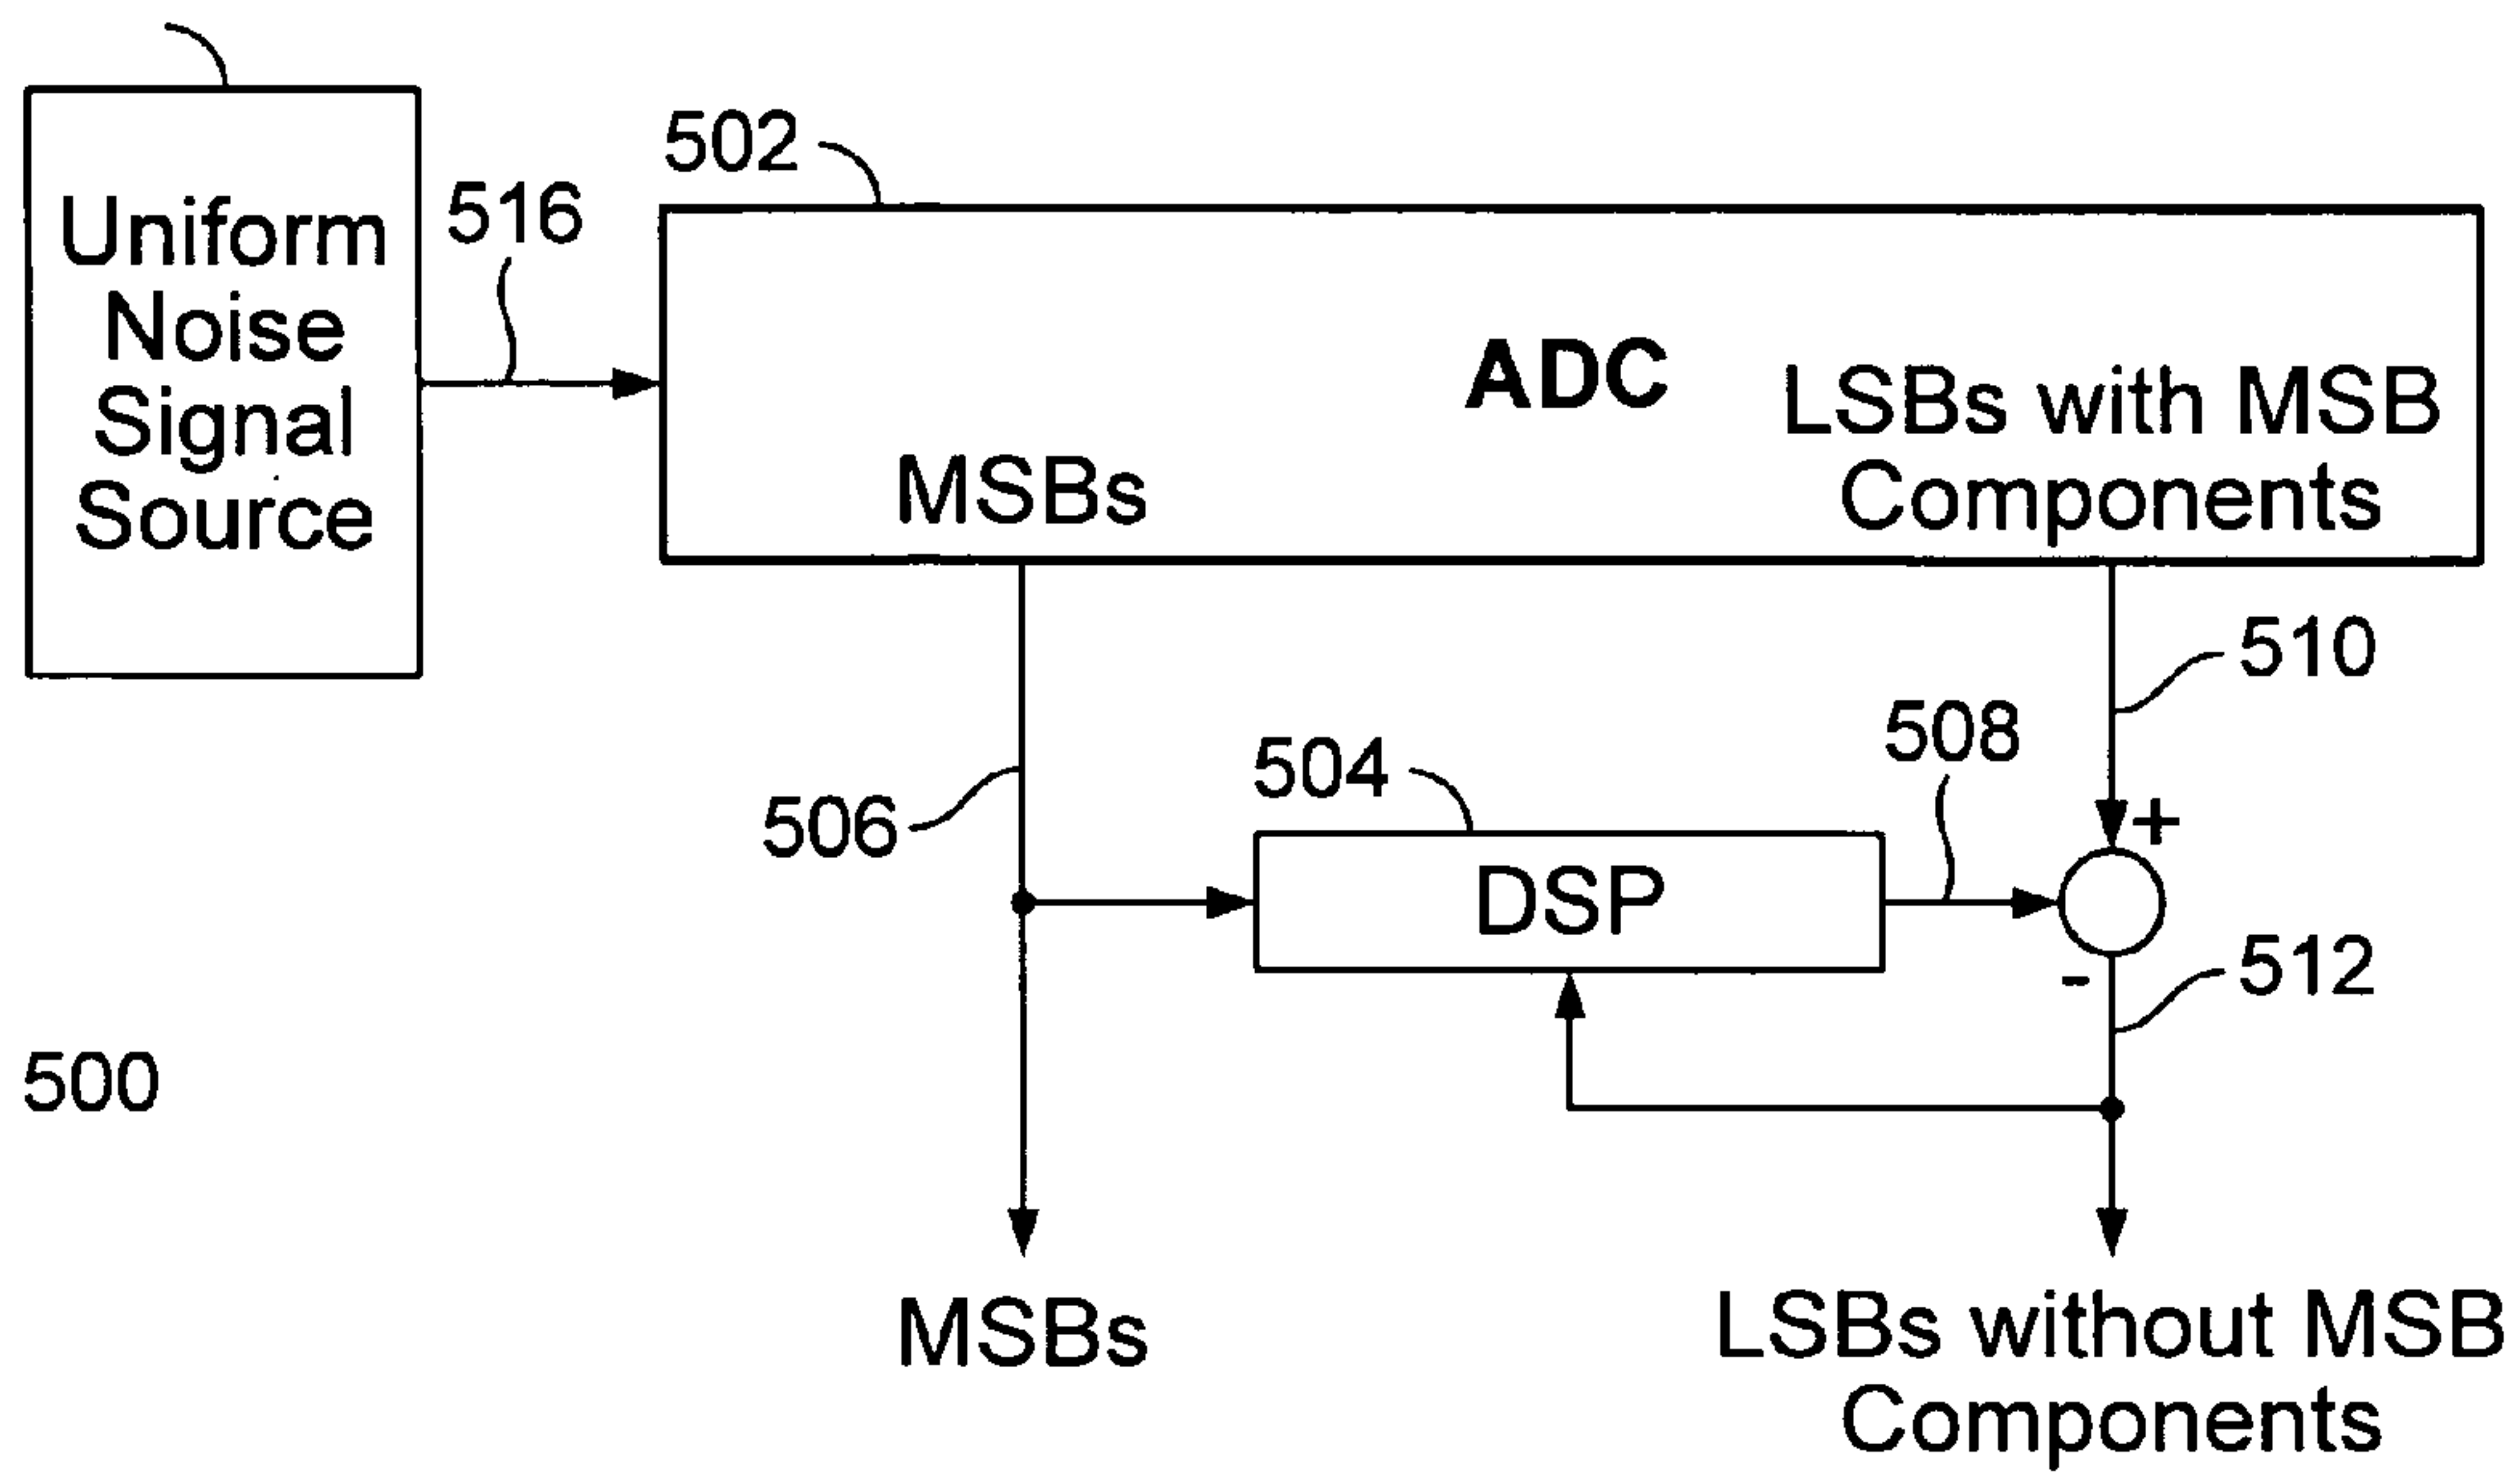 502
516
Uniform
Noise
Signal
Source
ADC
LSBs with MSB
Components
MSBs
510
508
504
506
+
DSP
-
512
500
MSBs
LSBs without MSB
Components